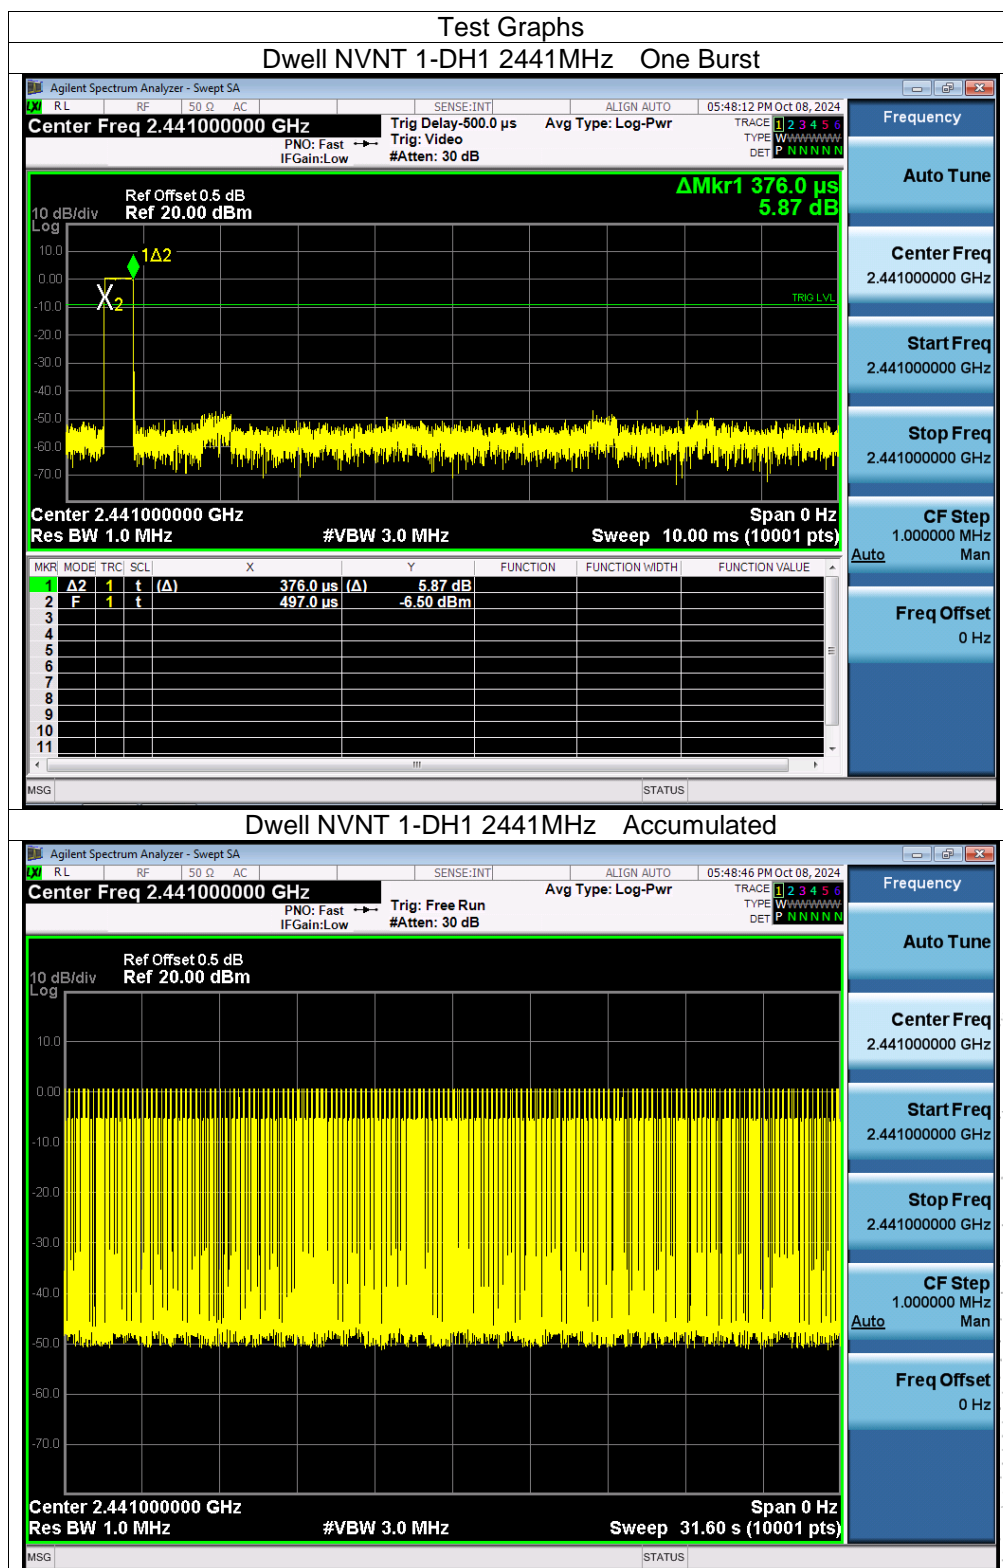 Test Graphs
Dwell NVNT 1-DH1 2441MHz One Burst
Agilent Spectrum Analyzer - Swept SA
LXI RL RF 50 Ω AC SENSE:INT ALIGN AUTO 05:48:12 PM Oct 08, 2024
Center Freq 2.441000000 GHz
PNO: Fast
IFGain:Low
Trig Delay-500.0 µs
Trig: Video
#Atten: 30 dB
Avg Type: Log-Pwr
TRACE 1 2 3 4 5 6
TYPE WWWWWW
DET P N N N N N
Frequency
Auto Tune
Center Freq
2.441000000 GHz
Start Freq
2.441000000 GHz
Stop Freq
2.441000000 GHz
CF Step
1.000000 MHz
Auto Man
Freq Offset
0 Hz
ΔMkr1 376.0 µs
5.87 dB
Ref Offset 0.5 dB
10 dB/div Ref 20.00 dBm
Log
10.0
0.00
-10.0
-20.0
-30.0
-40.0
-50.0
-60.0
-70.0
1Δ2
X2
TRIG LVL
Center 2.441000000 GHz Span 0 Hz
Res BW 1.0 MHz #VBW 3.0 MHz Sweep 10.00 ms (10001 pts)
MKR MODE TRC SCL X Y FUNCTION FUNCTION WIDTH FUNCTION VALUE
1 Δ2 1 t (Δ) 376.0 µs (Δ) 5.87 dB
2 F 1 t 497.0 µs -6.50 dBm
3
4
5
6
7
8
9
10
11
MSG STATUS
Dwell NVNT 1-DH1 2441MHz Accumulated
Agilent Spectrum Analyzer - Swept SA
LXI RL RF 50 Ω AC SENSE:INT ALIGN AUTO 05:48:46 PM Oct 08, 2024
Center Freq 2.441000000 GHz
PNO: Fast
IFGain:Low
Trig: Free Run
#Atten: 30 dB
Avg Type: Log-Pwr
TRACE 1 2 3 4 5 6
TYPE WWWWWW
DET P N N N N N
Frequency
Auto Tune
Center Freq
2.441000000 GHz
Start Freq
2.441000000 GHz
Stop Freq
2.441000000 GHz
CF Step
1.000000 MHz
Auto Man
Freq Offset
0 Hz
Ref Offset 0.5 dB
10 dB/div Ref 20.00 dBm
Log
10.0
0.00
-10.0
-20.0
-30.0
-40.0
-50.0
-60.0
-70.0
Center 2.441000000 GHz Span 0 Hz
Res BW 1.0 MHz #VBW 3.0 MHz Sweep 31.60 s (10001 pts)
MSG STATUS